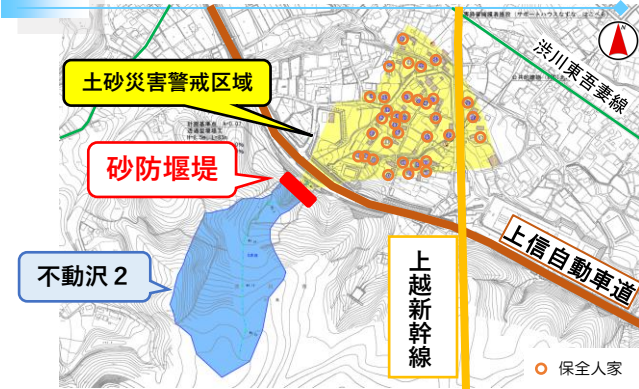 土砂災害警戒区域
砂防堰堤
不動沢2
上越新幹線
上信自動車道
渋川東吾妻線
N
保全人家